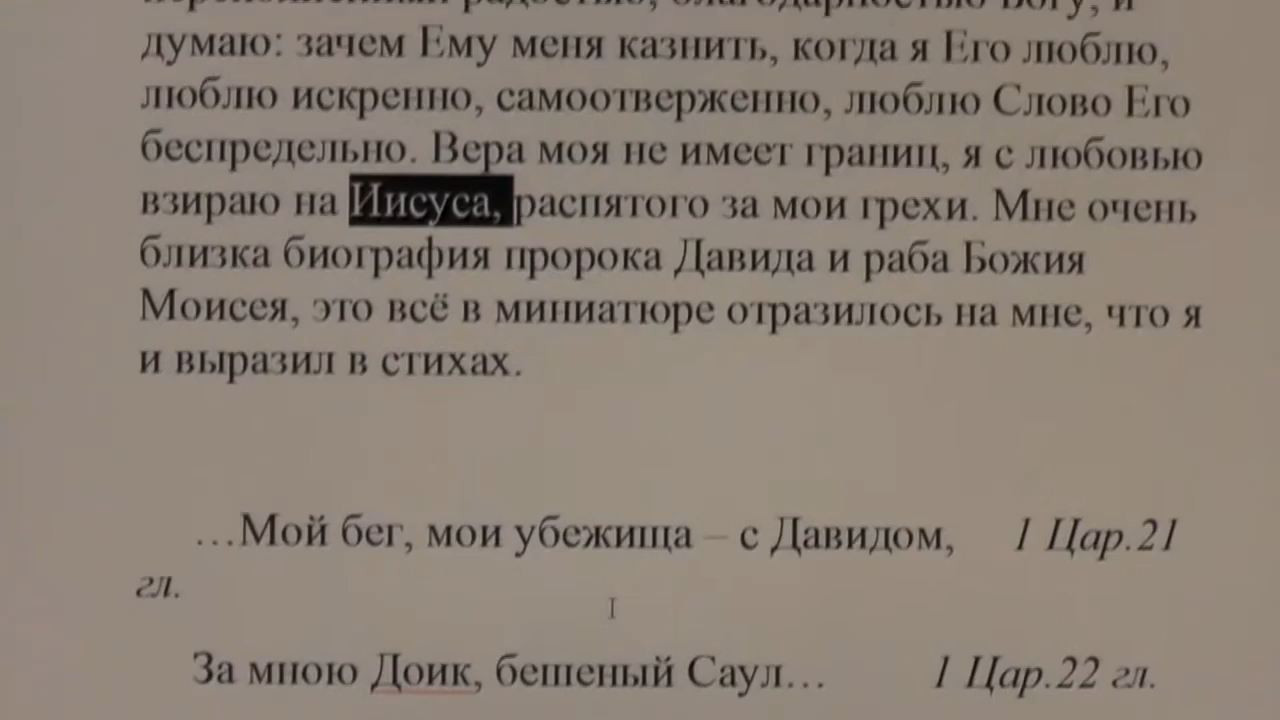 думаю: зачем Ему меня казнить, когда я Его люблю,
люблю искренно, самоотверженно, люблю Слово Его
беспредельно. Вера моя не имеет границ, я с любовью
взираю на Иисуса, распятого за мои грехи. Мне очень
близка биография пророка Давида и раба Божия
Моисея, это всё в миниатюре отразилось на мне, что я
и выразил в стихах.
…Мой бег, мои убежища – с Давидом, 1 Цар.21
гл.
За мною Доик, бешеный Саул… 1 Цар.22 гл.